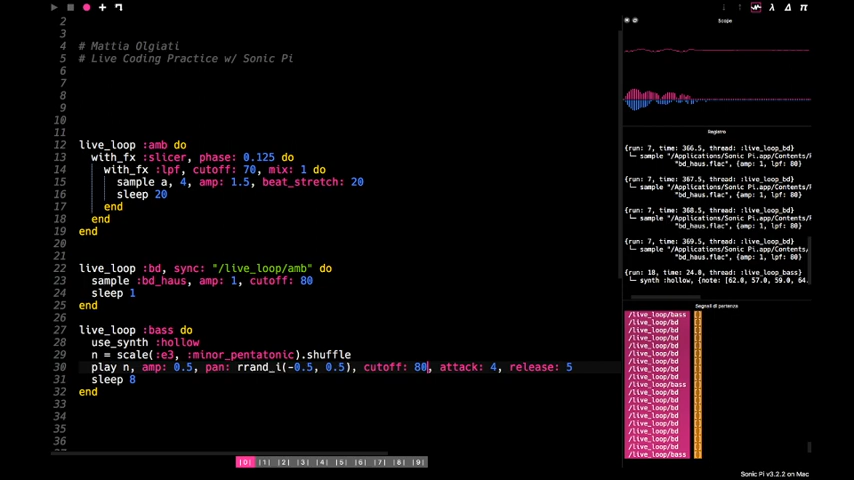 Scope
2
3
4 # Mattia Olgiati
5 # Live Coding Practice w/ Sonic Pi
6
7
8
9
10
11
12 live_loop :amb do
13 with_fx :slicer, phase: 0.125 do
14 with_fx :lpf, cutoff: 70, mix: 1 do
15 sample a, 4, amp: 1.5, beat_stretch: 20
16 sleep 20
17 end
18 end
19 end
20
21
22 live_loop :bd, sync: "/live_loop/amb" do
23 sample :bd_haus, amp: 1, cutoff: 80
24 sleep 1
25 end
26
27 live_loop :bass do
28 use_synth :hollow
29 n = scale(:e3, :minor_pentatonic).shuffle
30 play n, amp: 0.5, pan: rrand_i(-0.5, 0.5), cutoff: 80, attack: 4, release: 5
31 sleep 8
32 end
33
34
35
36
|0| |1| |2| |3| |4| |5| |6| |7| |8| |9|
Registro
{run: 7, time: 366.5, thread: :live_loop_bd}
└─ sample "/Applications/Sonic Pi.app/Contents/
"bd_haus.flac", {amp: 1, lpf: 80}
{run: 7, time: 367.5, thread: :live_loop_bd}
└─ sample "/Applications/Sonic Pi.app/Contents/
"bd_haus.flac", {amp: 1, lpf: 80}
{run: 7, time: 368.5, thread: :live_loop_bd}
└─ sample "/Applications/Sonic Pi.app/Contents/
"bd_haus.flac", {amp: 1, lpf: 80}
{run: 7, time: 369.5, thread: :live_loop_bd}
└─ sample "/Applications/Sonic Pi.app/Contents/
"bd_haus.flac", {amp: 1, lpf: 80}
{run: 18, time: 24.0, thread: :live_loop_bass}
└─ synth :hollow, {note: [62.0, 57.0, 59.0, 64.
Segnali di partenza
/live_loop/bass
/live_loop/bd
/live_loop/bd
/live_loop/bd
/live_loop/bd
/live_loop/bd
/live_loop/bd
/live_loop/bd
/live_loop/bd
/live_loop/bass
/live_loop/bd
/live_loop/bd
/live_loop/bd
/live_loop/bd
/live_loop/bd
/live_loop/bd
/live_loop/bd
/live_loop/bd
/live_loop/bass
Sonic Pi v3.2.2 on Mac